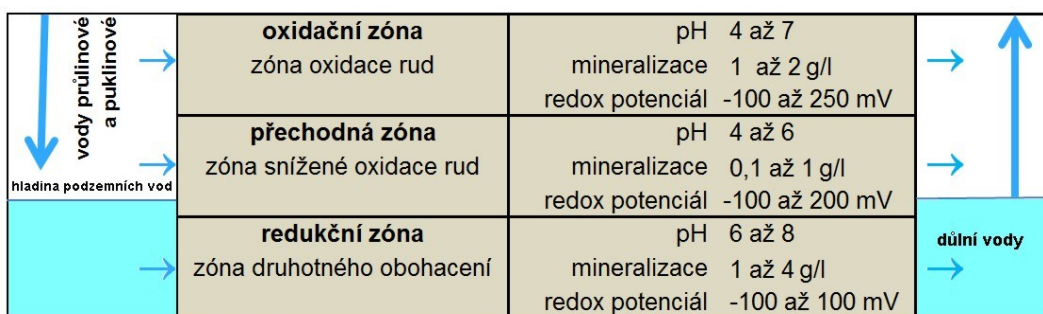 vody průlinové
a puklinové
hladina podzemních vod
oxidační zóna
zóna oxidace rud
pH 4 až 7
mineralizace 1 až 2 g/l
redox potenciál -100 až 250 mV
přechodná zóna
zóna snížené oxidace rud
pH 4 až 6
mineralizace 0,1 až 1 g/l
redox potenciál -100 až 200 mV
redukční zóna
zóna druhotného obohacení
pH 6 až 8
mineralizace 1 až 4 g/l
redox potenciál -100 až 100 mV
důlní vody